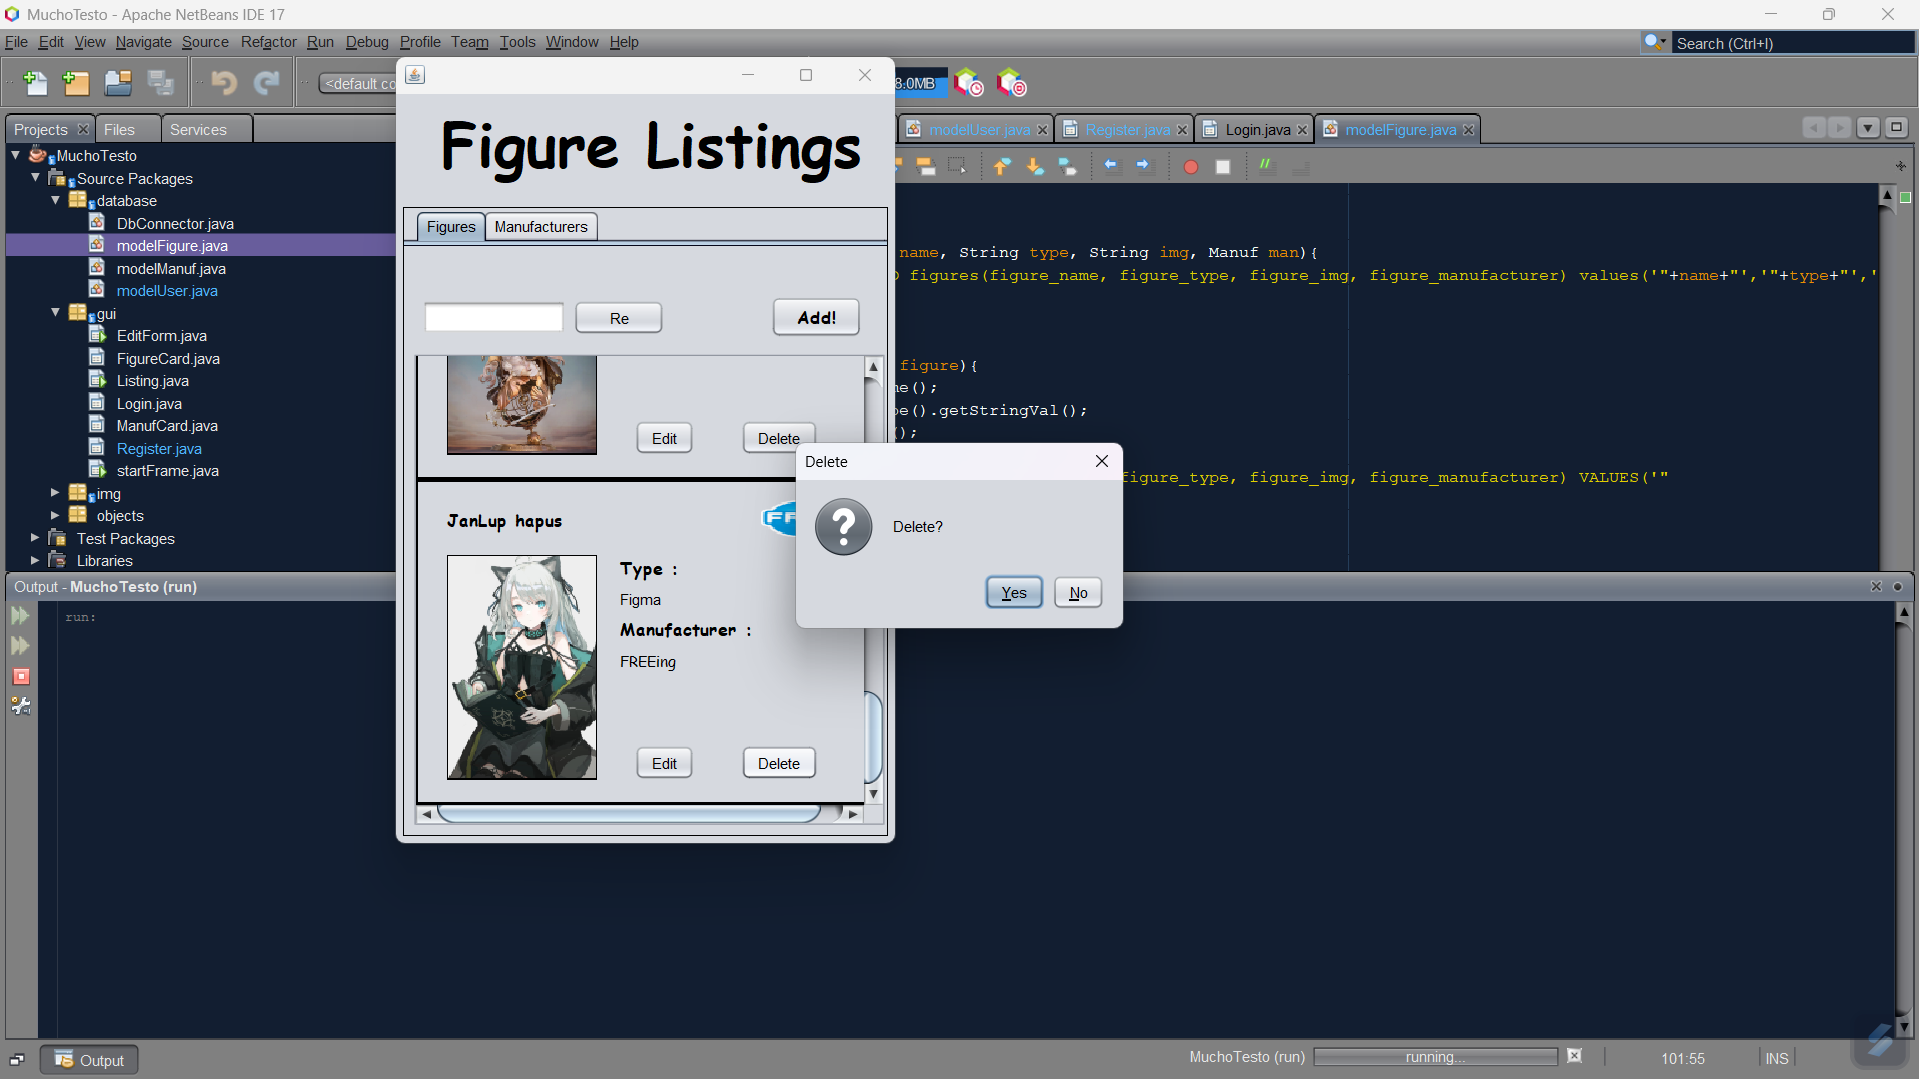 MuchoTesto - Apache NetBeans IDE 17
File Edit View Navigate Source Refactor Run Debug Profile Team Tools Window Help
Search (Ctrl+I)
<default co
8.0MB
Projects Files Services
modelUser.java Register.java Login.java modelFigure.java
MuchoTesto
Source Packages
database
DbConnector.java
modelFigure.java
modelManuf.java
modelUser.java
gui
EditForm.java
FigureCard.java
Listing.java
Login.java
ManufCard.java
Register.java
startFrame.java
img
objects
Test Packages
Libraries
Figure Listings
Figures Manufacturers
Re Add!
Edit Delete
JanLup hapus
Type :
Figma
Manufacturer :
FREEing
Edit Delete
name, String type, String img, Manuf man){
figures(figure_name, figure_type, figure_img, figure_manufacturer) values('"+name+"','"+type+"','
figure){
e();
e().getStringVal();
();
figure_type, figure_img, figure_manufacturer) VALUES('"
Delete
Delete?
Yes No
Output - MuchoTesto (run)
run:
Output
MuchoTesto (run) running... 101:55 INS